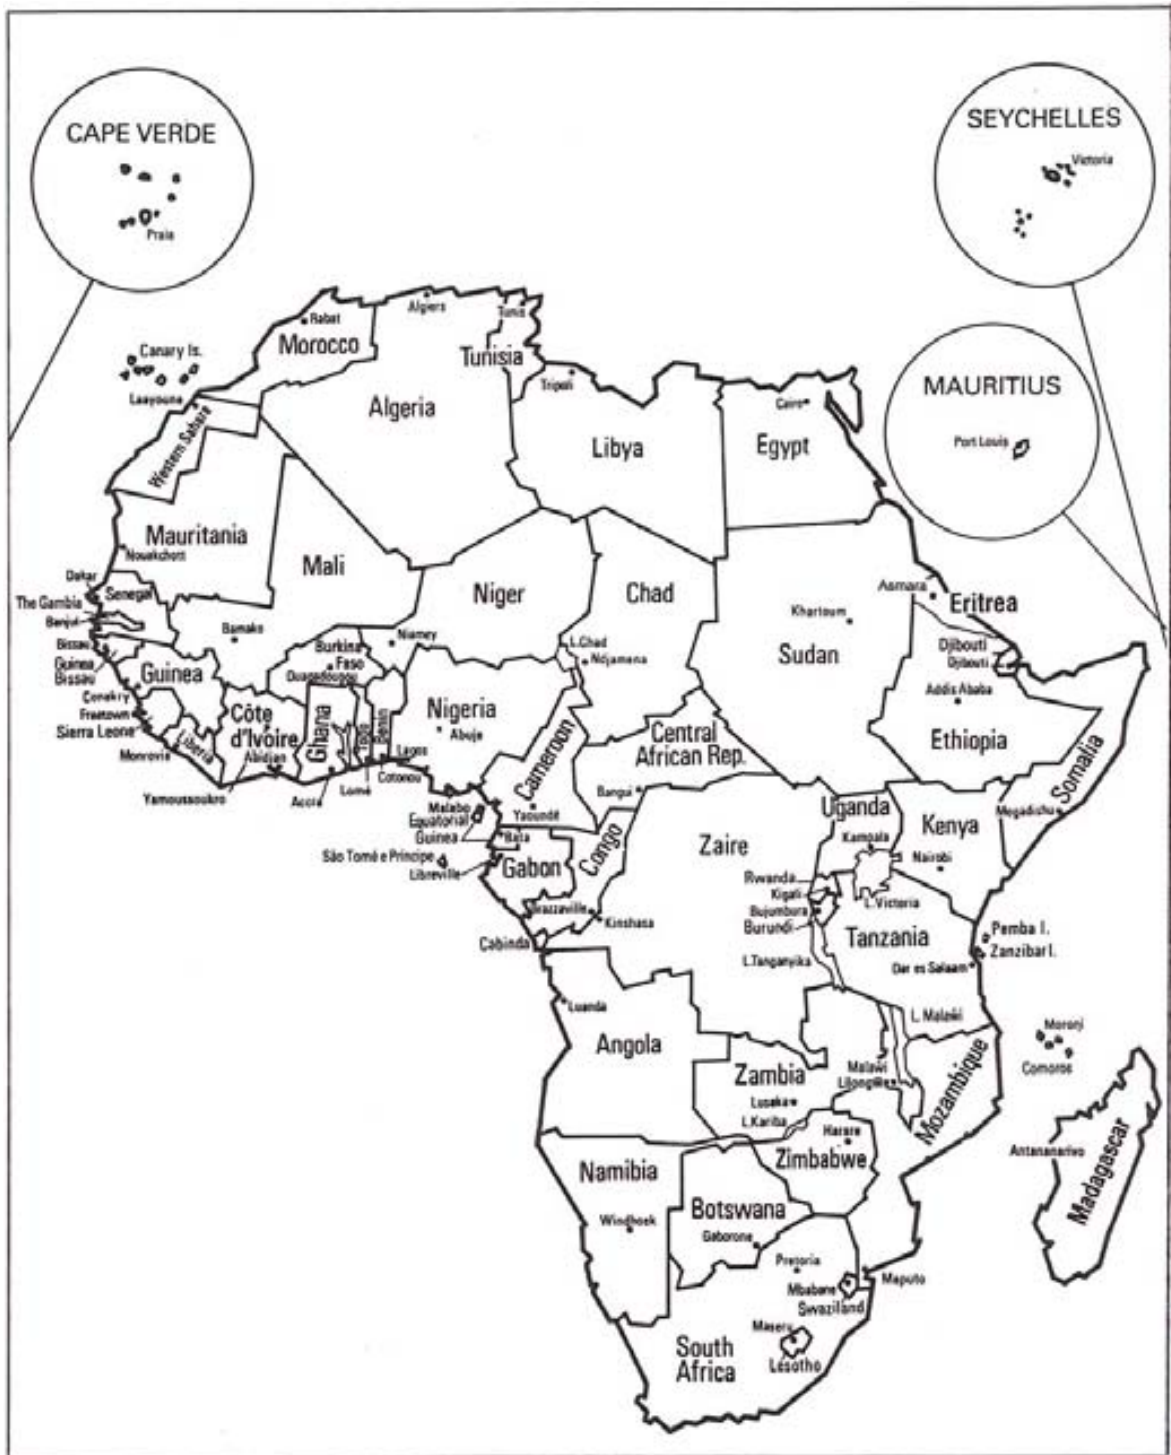 CAPE VERDE
Praia
SEYCHELLES
Victoria
MAURITIUS
Port Louis
Algiers
Tunis
Rabat
Morocco
Tunisia
Canary Is.
Tripoli
Laayoune
Algeria
Cairo
Western Sahara
Libya
Egypt
Mauritania
Nouakchott
Mali
Niger
Chad
Dakar
Senegal
Asmara
Eritrea
The Gambia
Banjul
Khartoum
Bamako
Niamey
Sudan
Bissau
Burkina
Faso
L.Chad
Ndjamena
Djibouti
Djibouti
Guinea
Bissau
Guinea
Ouagadougou
Addis Ababa
Conakry
Freetown
Sierra Leone
Côte
d'Ivoire
Ghana
Togo
Benin
Nigeria
Abuja
Central
African Rep.
Ethiopia
Somalia
Monrovia
Liberia
Abidjan
Lagos
Cotonou
Cameroon
Yamoussoukro
Accra
Lomé
Bangui
Malabo
Equatorial
Guinea
Yaoundé
Uganda
Kampala
Kenya
Mogadishu
Bata
Congo
Zaire
Nairobi
São Tomé e Príncipe
Libreville
Gabon
Rwanda
Kigali
L.Victoria
Brazzaville
Kinshasa
Bujumbura
Burundi
Tanzania
Pemba I.
Zanzibar I.
Cabinda
L.Tanganyika
Dar es Salaam
Luanda
L. Malawi
Moroni
Comoros
Angola
Zambia
Malawi
Lilongwe
Mozambique
Lusaka
L.Kariba
Harare
Zimbabwe
Antananarivo
Madagascar
Namibia
Botswana
Windhoek
Gaborone
Pretoria
Maputo
Mbabane
Swaziland
Maseru
South
Africa
Lesotho